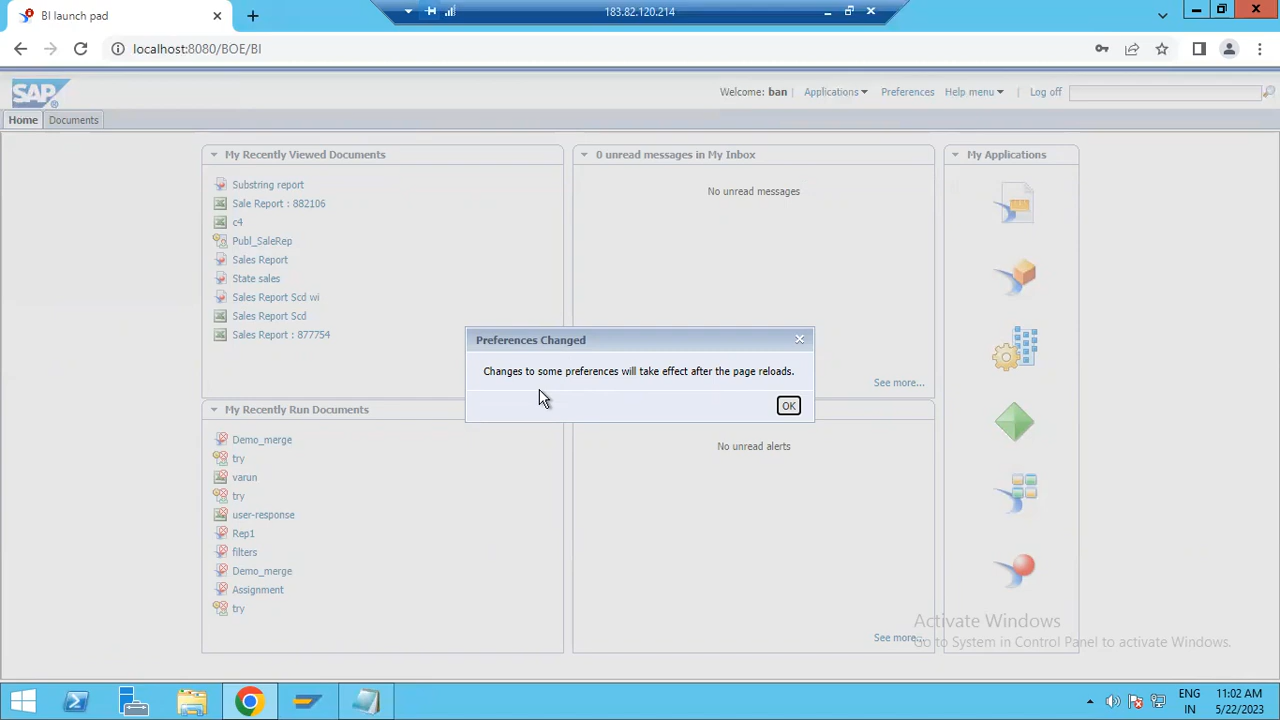 BI launch pad
183.82.120.214
localhost:8080/BOE/BI
SAP
Welcome: ban
Applications
Preferences
Help menu
Log off
Home
Documents
My Recently Viewed Documents
Substring report
Sale Report : 882106
c4
Publ_SaleRep
Sales Report
State sales
Sales Report Scd wi
Sales Report Scd
Sales Report : 877754
0 unread messages in My Inbox
No unread messages
See more...
My Applications
Preferences Changed
Changes to some preferences will take effect after the page reloads.
OK
My Recently Run Documents
Demo_merge
try
varun
try
user-response
Rep1
filters
Demo_merge
Assignment
try
No unread alerts
See more...
Activate Windows
Go to System in Control Panel to activate Windows.
ENG
IN
11:02 AM
5/22/2023